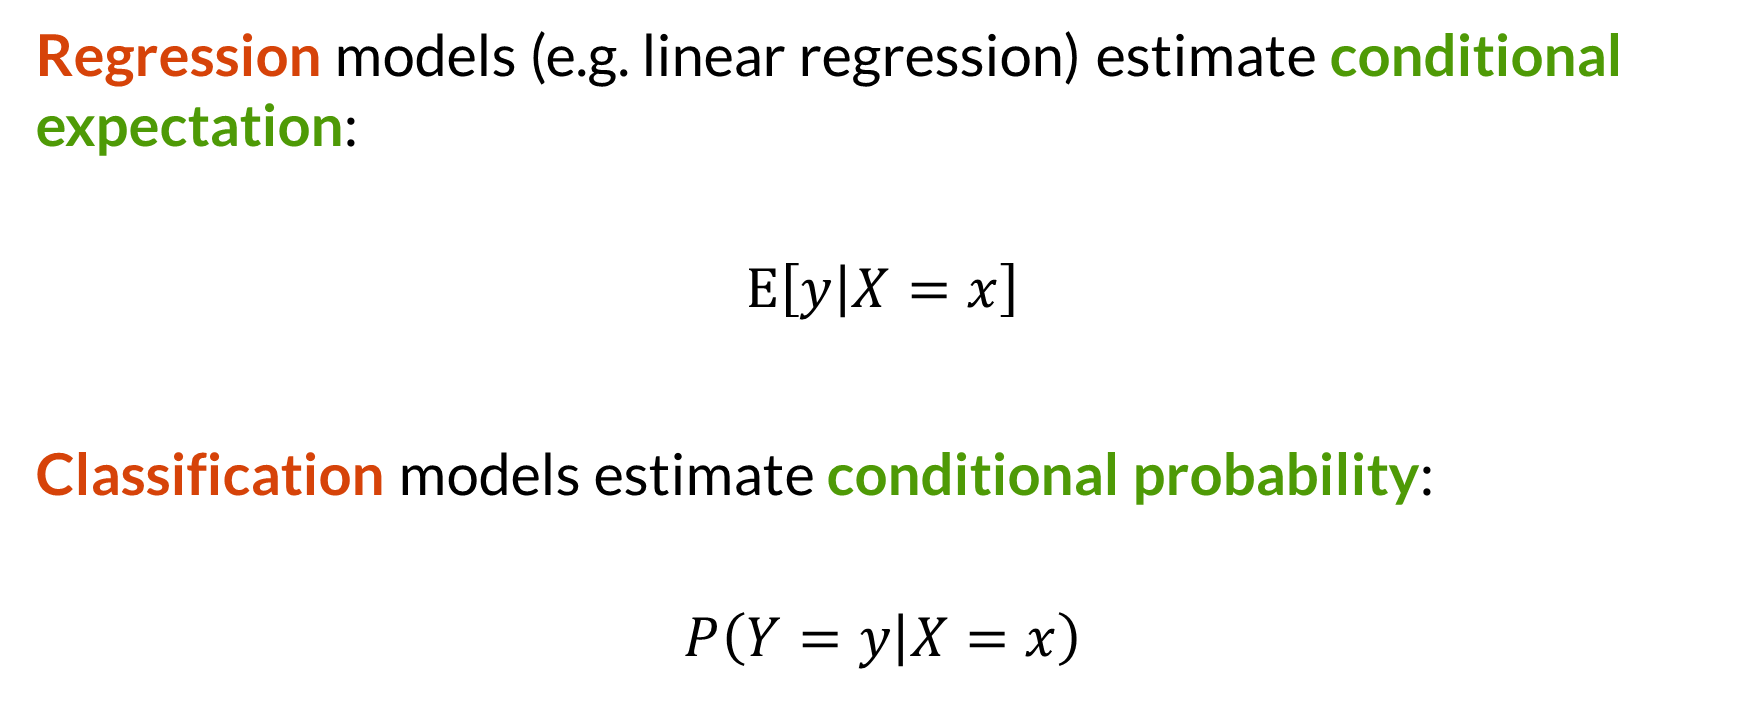 Regression models (e.g. linear regression) estimate conditional
expectation:
E[y|X = x]
Classification models estimate conditional probability:
P(Y = y|X = x)